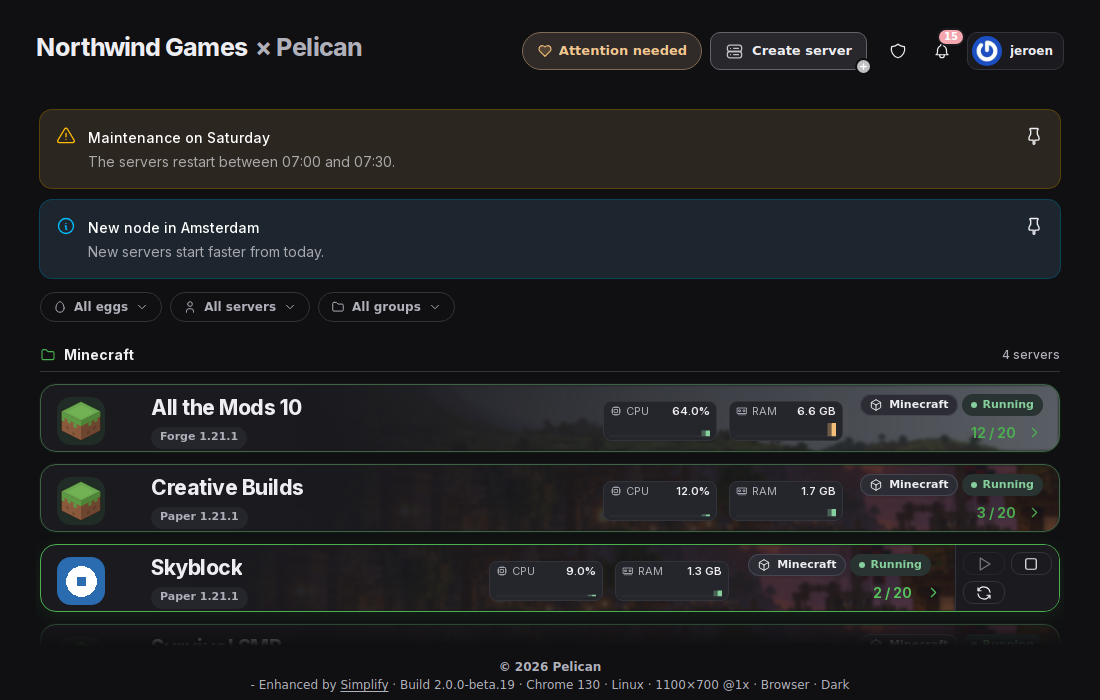 Northwind Games × Pelican
Attention needed
Create server
15
jeroen
Maintenance on Saturday
The servers restart between 07:00 and 07:30.
New node in Amsterdam
New servers start faster from today.
All eggs
All servers
All groups
Minecraft
4 servers
All the Mods 10
Forge 1.21.1
CPU 64.0%
RAM 6.6 GB
Minecraft
Running
12 / 20
Creative Builds
Paper 1.21.1
CPU 12.0%
RAM 1.7 GB
Minecraft
Running
3 / 20
Skyblock
Paper 1.21.1
CPU 9.0%
RAM 1.3 GB
Minecraft
Running
2 / 20
Survival SMP
Minecraft
Running
© 2026 Pelican
- Enhanced by Simplify · Build 2.0.0-beta.19 · Chrome 130 · Linux · 1100×700 @1x · Browser · Dark